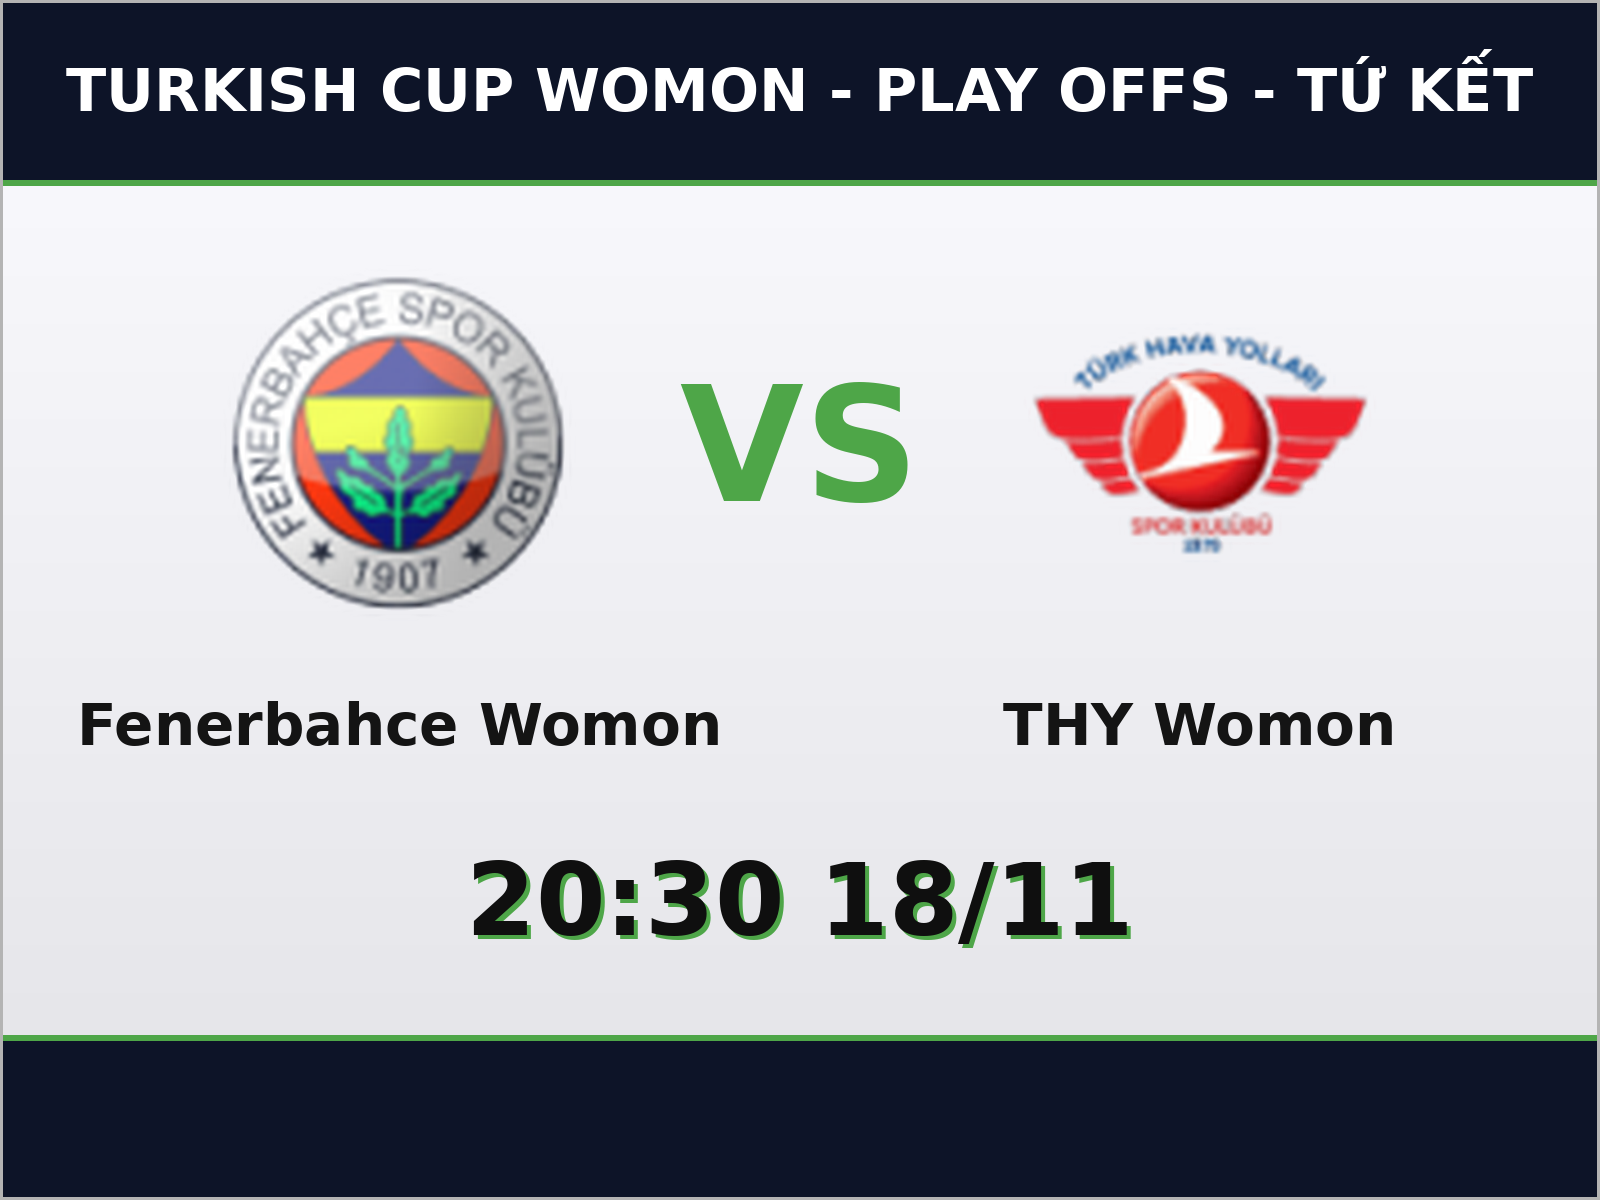 TURKISH CUP WOMON - PLAY OFFS - TỨ KẾT
FENERBAHÇE SPOR KULÜBÜ
★ 1907 ★
VS
TÜRK HAVA YOLLARI
SPOR KULÜBÜ
1970
Fenerbahce Womon
THY Womon
20:30 18/11